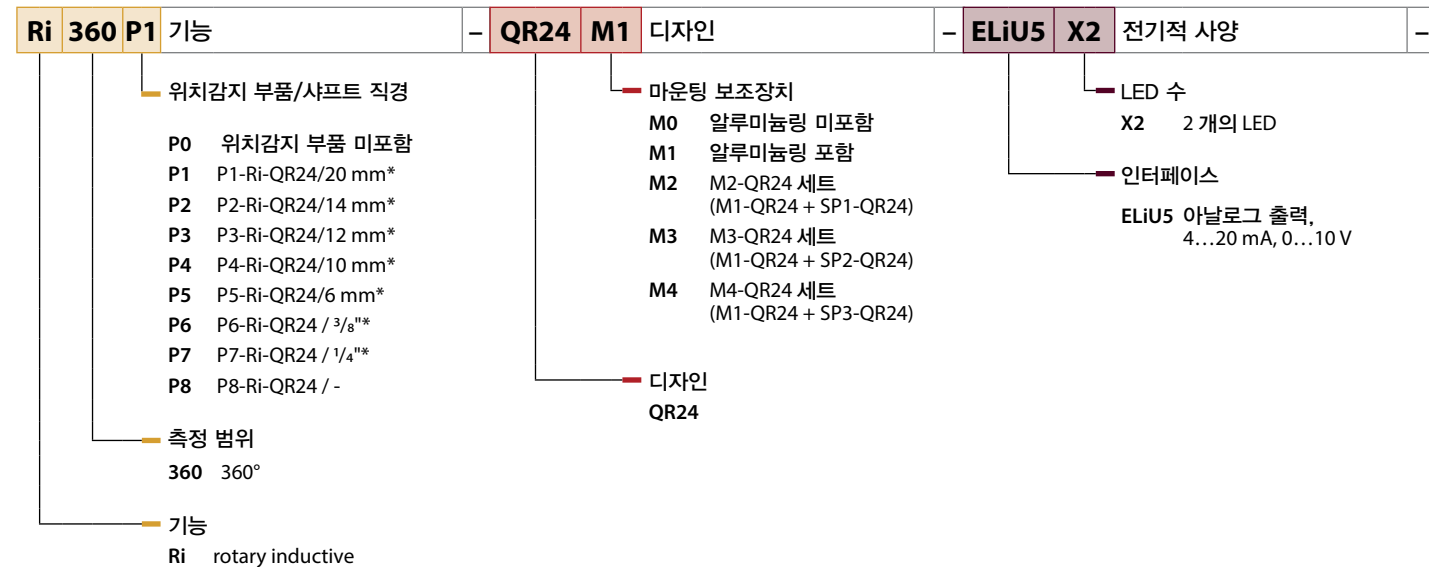 Ri 360 P1 기능 – QR24 M1 디자인 – ELiU5 X2 전기적 사양 –
위치감지 부품/샤프트 직경
P0 위치감지 부품 미포함
P1 P1-Ri-QR24/20 mm*
P2 P2-Ri-QR24/14 mm*
P3 P3-Ri-QR24/12 mm*
P4 P4-Ri-QR24/10 mm*
P5 P5-Ri-QR24/6 mm*
P6 P6-Ri-QR24 / ³/₈"*
P7 P7-Ri-QR24 / ¹/₄"*
P8 P8-Ri-QR24 / -
측정 범위
360 360°
기능
Ri rotary inductive
마운팅 보조장치
M0 알루미늄링 미포함
M1 알루미늄링 포함
M2 M2-QR24 세트
(M1-QR24 + SP1-QR24)
M3 M3-QR24 세트
(M1-QR24 + SP2-QR24)
M4 M4-QR24 세트
(M1-QR24 + SP3-QR24)
디자인
QR24
LED 수
X2 2 개의 LED
인터페이스
ELiU5 아날로그 출력,
4…20 mA, 0…10 V